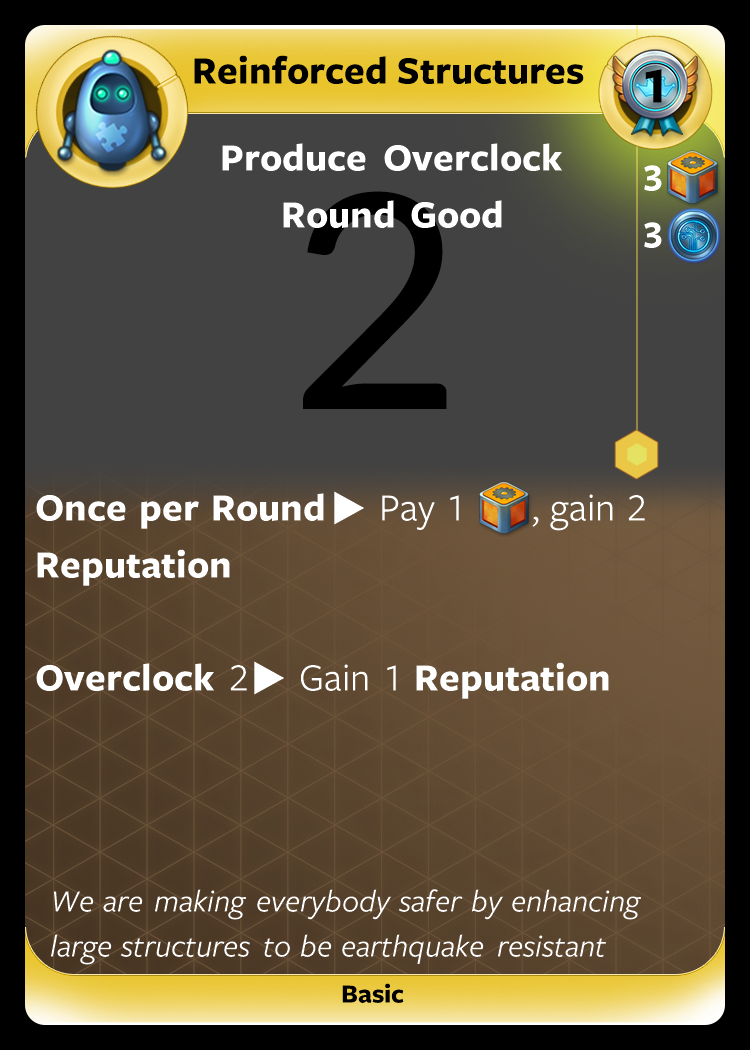 Reinforced Structures
1
Produce Overclock
Round Good
3
3
2
Once per Round▶ Pay 1 , gain 2
Reputation
Overclock 2▶ Gain 1 Reputation
We are making everybody safer by enhancing
large structures to be earthquake resistant
Basic